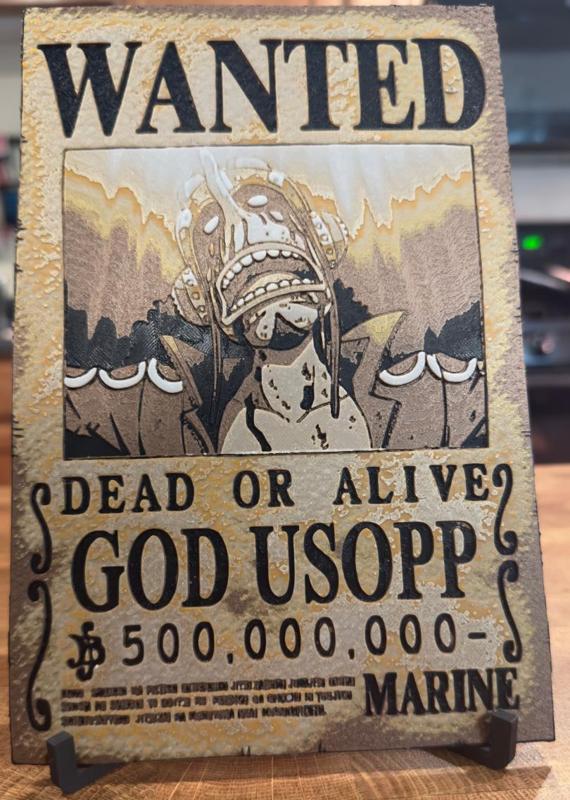 WANTED
DEAD OR ALIVE
GOD USOPP
฿500,000,000-
MARINE